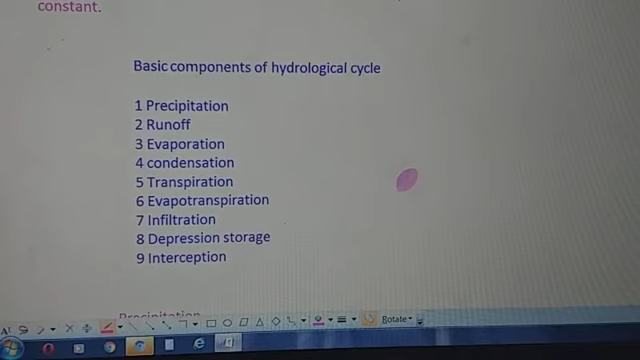 constant.
Basic components of hydrological cycle
1 Precipitation
2 Runoff
3 Evaporation
4 condensation
5 Transpiration
6 Evapotranspiration
7 Infiltration
8 Depression storage
9 Interception
Precipitation
Rotate